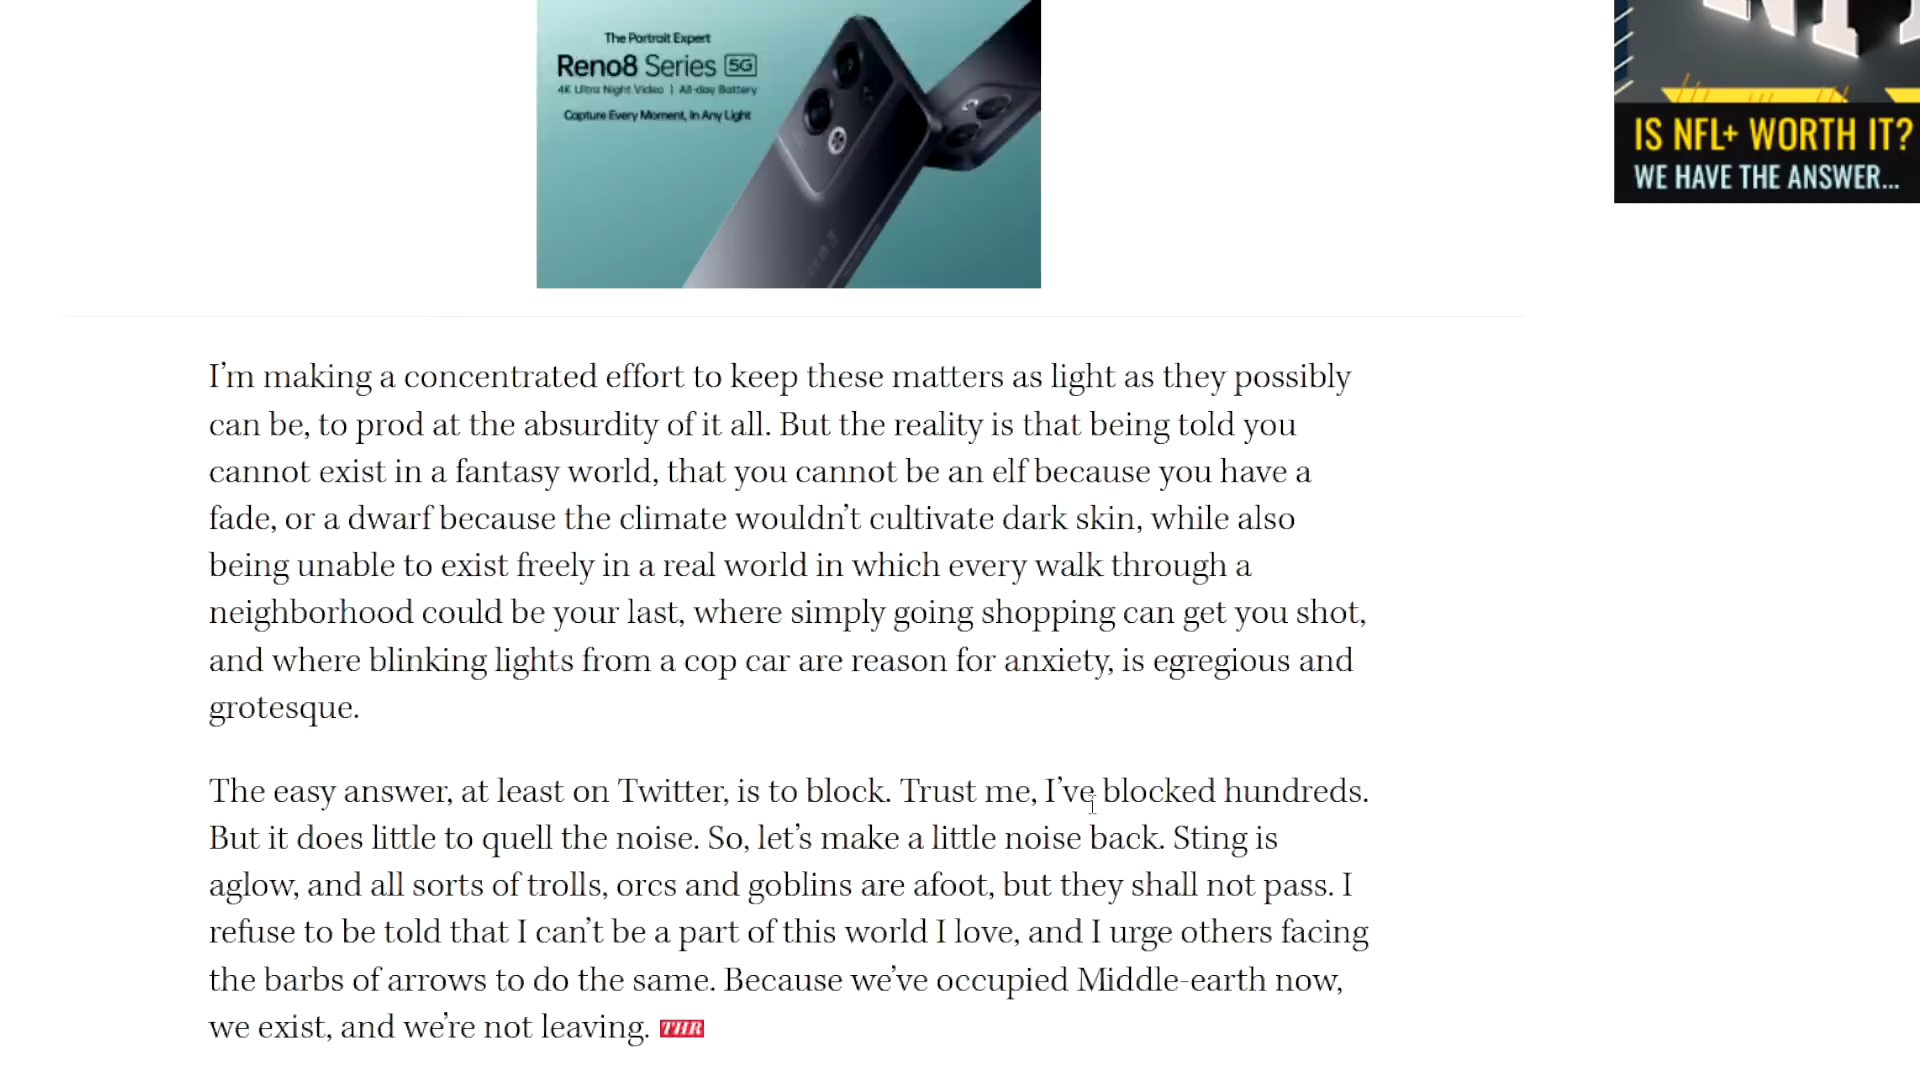 The Portrait Expert
Reno8 Series 5G
4K Ultra Night Video | All-day Battery
Capture Every Moment, In Any Light
IS NFL+ WORTH IT?
WE HAVE THE ANSWER...
I'm making a concentrated effort to keep these matters as light as they possibly
can be, to prod at the absurdity of it all. But the reality is that being told you
cannot exist in a fantasy world, that you cannot be an elf because you have a
fade, or a dwarf because the climate wouldn't cultivate dark skin, while also
being unable to exist freely in a real world in which every walk through a
neighborhood could be your last, where simply going shopping can get you shot,
and where blinking lights from a cop car are reason for anxiety, is egregious and
grotesque.
The easy answer, at least on Twitter, is to block. Trust me, I've blocked hundreds.
But it does little to quell the noise. So, let's make a little noise back. Sting is
aglow, and all sorts of trolls, orcs and goblins are afoot, but they shall not pass. I
refuse to be told that I can't be a part of this world I love, and I urge others facing
the barbs of arrows to do the same. Because we've occupied Middle-earth now,
we exist, and we're not leaving. THR